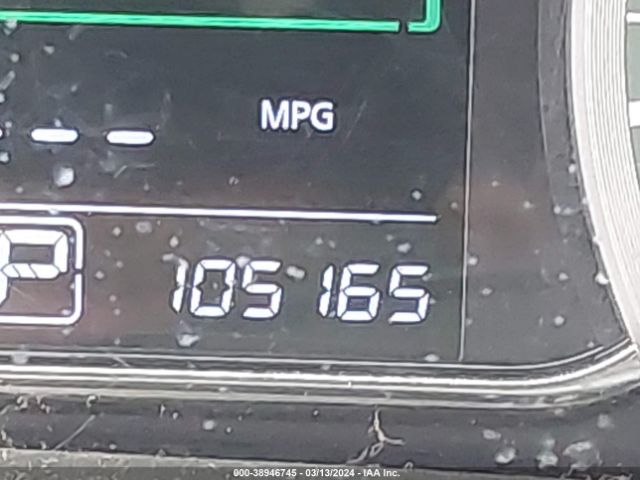 -- MPG
P 105165
000-38946745 - 03/13/2024 - IAA Inc.